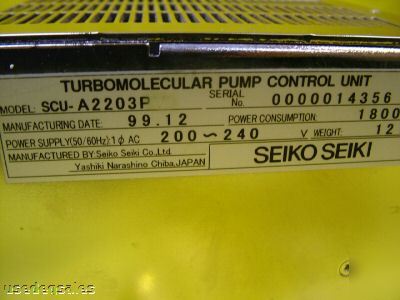 TURBOMOLECULAR PUMP CONTROL UNIT
MODEL: SCU-A2203P SERIAL No. 0000014356
MANUFACTURING DATE: 99.12 POWER CONSUMPTION: 1800
POWER SUPPLY(50/60Hz):1φ AC 200~240 V WEIGHT: 12
MANUFACTURED BY Seiko Seiki Co.,Ltd.
Yashiki Narashino Chiba,JAPAN
SEIKO SEIKI
usedeqsales